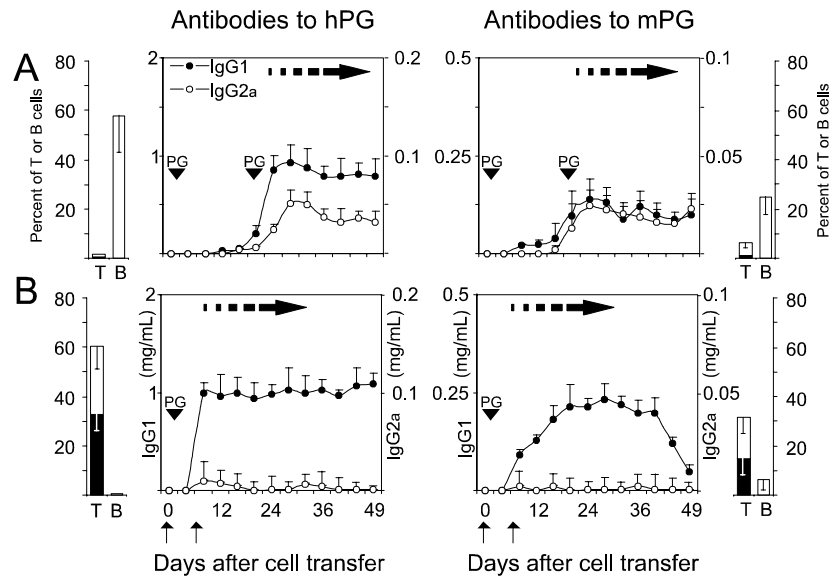 Antibodies to hPG Antibodies to mPG
A
Percent of T or B cells
80
60
40
20
T B
2
1
IgG1
IgG2a
PG PG
0.2
0.1
0.5
0.25
PG PG
0.1
0.05
80
60
40
20
T B
Percent of T or B cells
B
80
60
40
20
T B
2
1
IgG1 (mg/mL)
PG
0.2
0.1
IgG2a (mg/mL)
0 12 24 36 49
0.5
0.25
IgG1 (mg/mL)
PG
0.1
0.05
IgG2a (mg/mL)
0 12 24 36 49
80
60
40
20
T B
Days after cell transfer Days after cell transfer